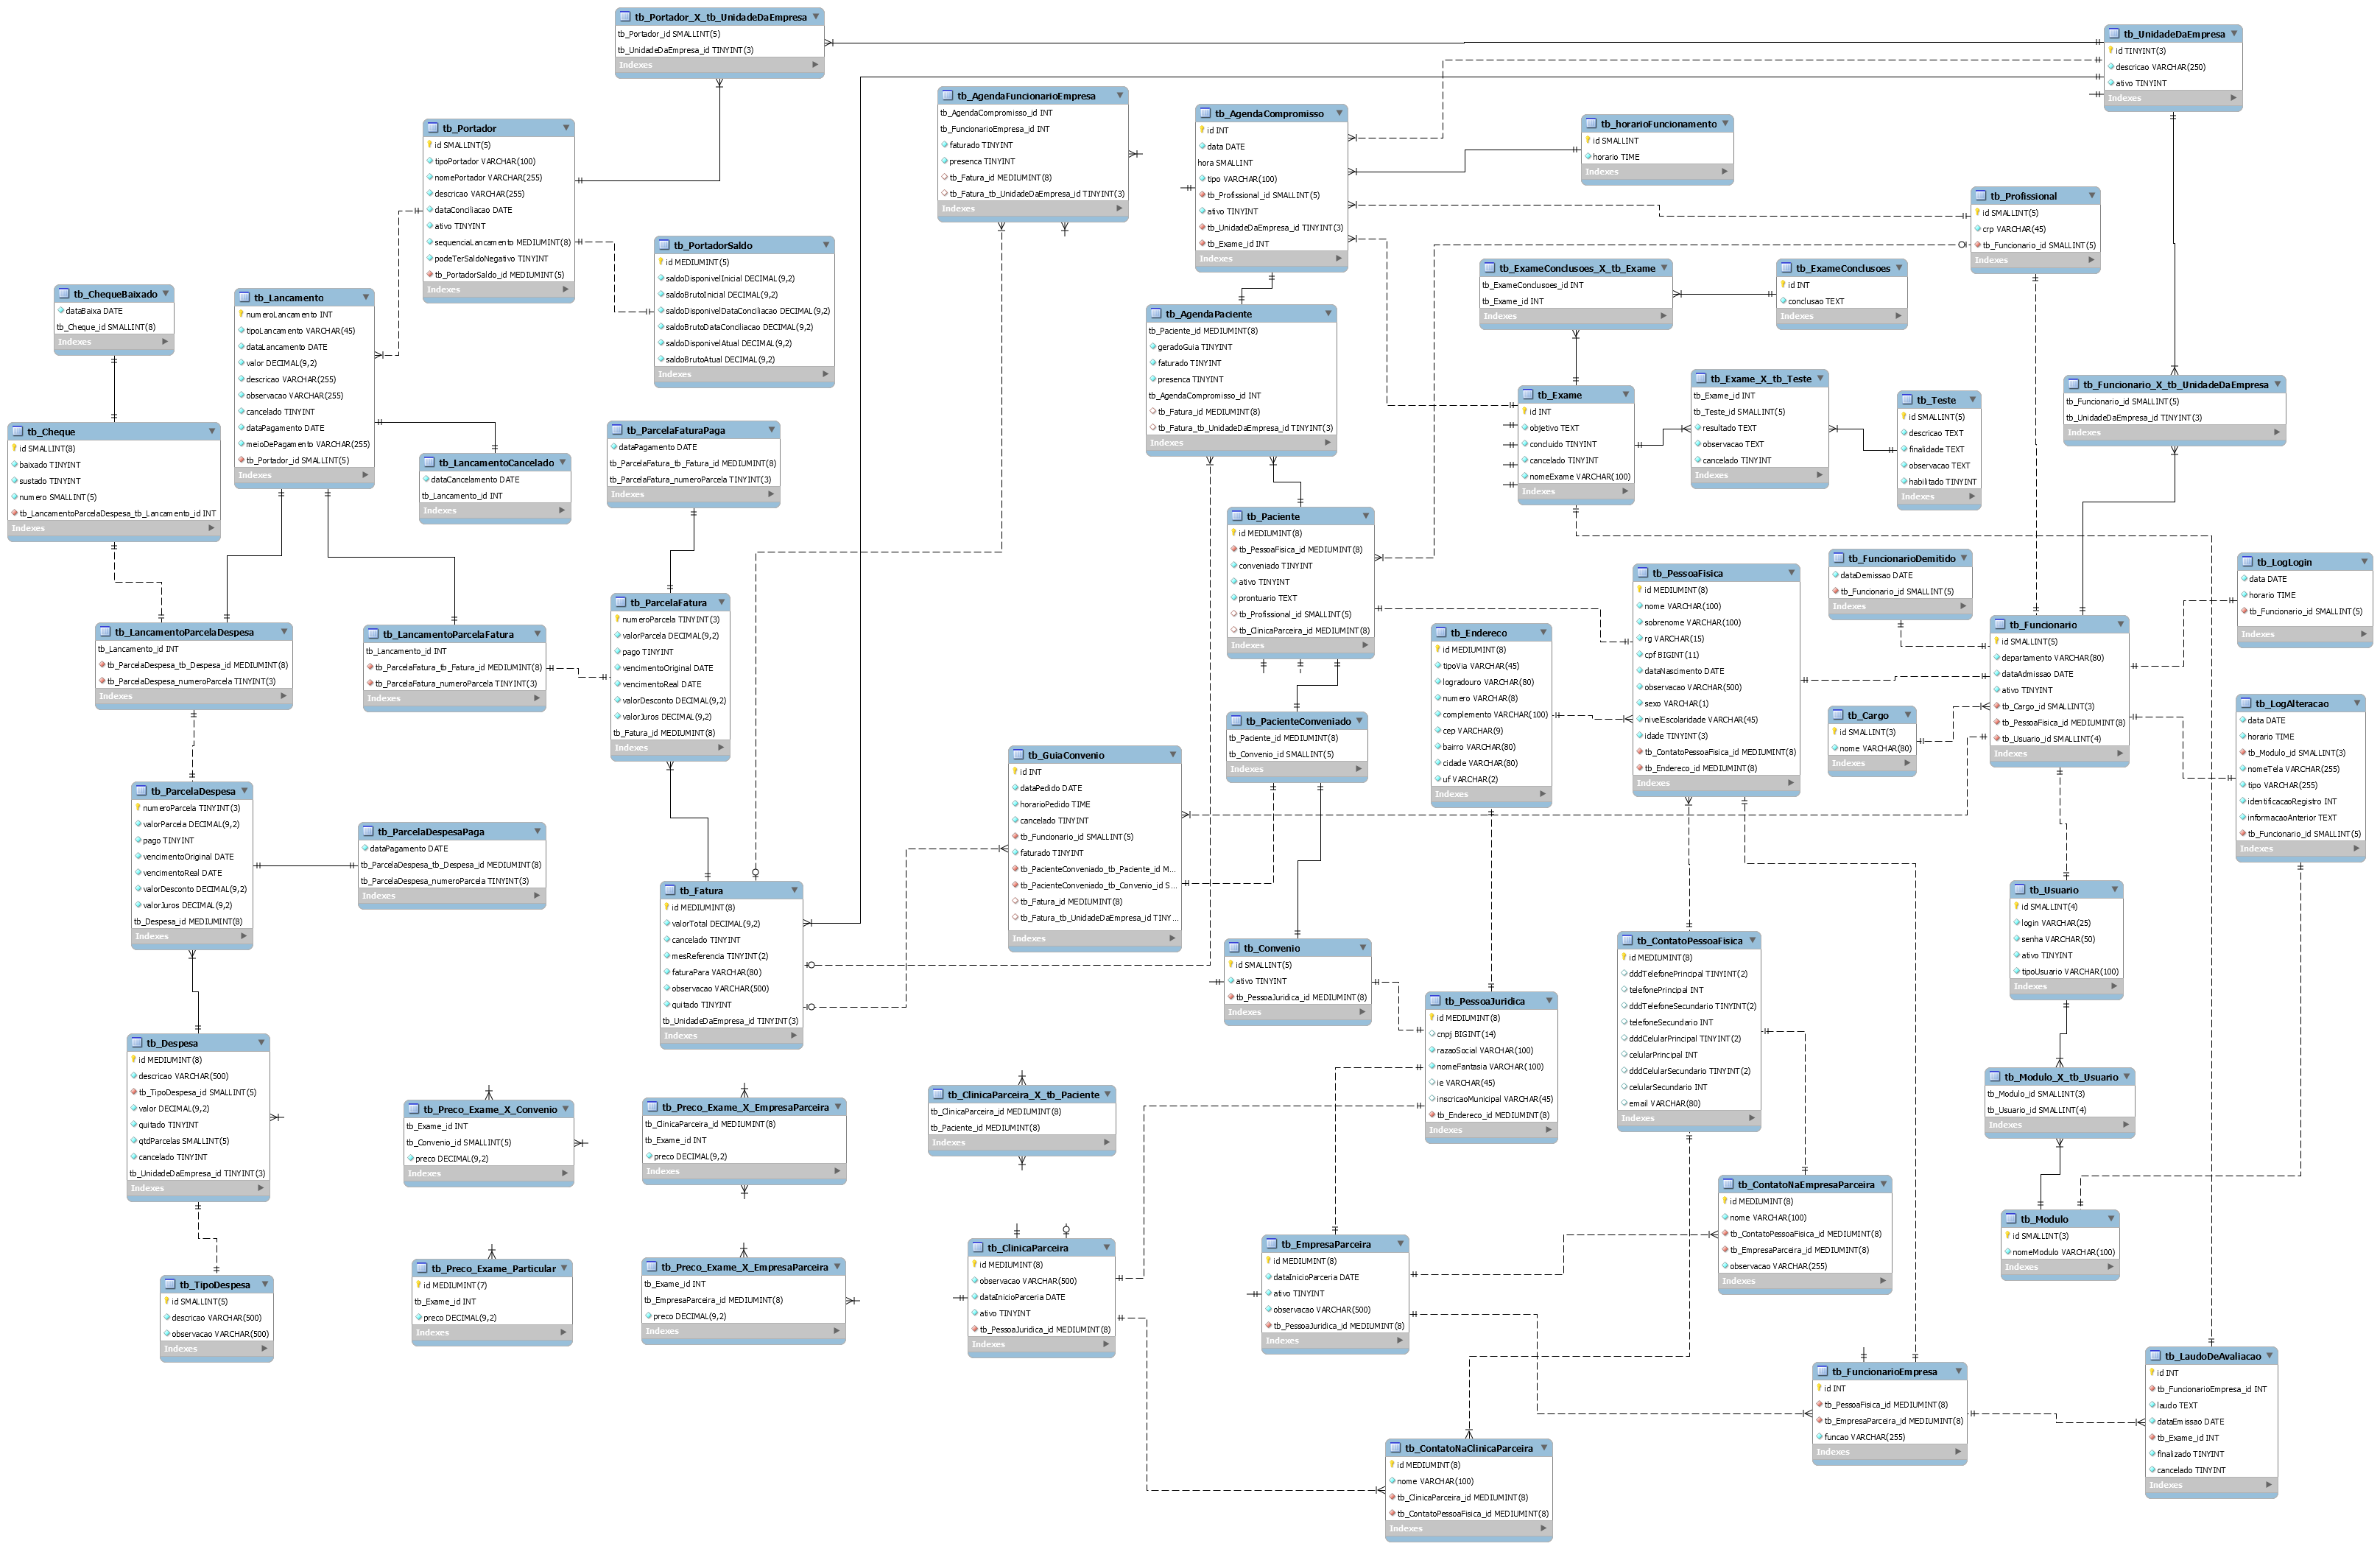 tb_Portador_X_tb_UnidadeDaEmpresa
tb_Portador_id SMALLINT(5)
tb_UnidadeDaEmpresa_id TINYINT(3)
Indexes
tb_UnidadeDaEmpresa
id TINYINT(3)
descricao VARCHAR(250)
ativo TINYINT
Indexes
tb_AgendaFuncionarioEmpresa
tb_AgendaCompromisso_id INT
tb_FuncionarioEmpresa_id INT
faturado TINYINT
presenca TINYINT
tb_Fatura_id MEDIUMINT(8)
tb_Fatura_tb_UnidadeDaEmpresa_id TINYINT(3)
Indexes
tb_AgendaCompromisso
id INT
data DATE
hora SMALLINT
tipo VARCHAR(100)
tb_Profissional_id SMALLINT(5)
ativo TINYINT
tb_UnidadeDaEmpresa_id TINYINT(3)
tb_Exame_id INT
Indexes
tb_horarioFuncionamento
id SMALLINT
horario TIME
Indexes
tb_Portador
id SMALLINT(5)
tipoPortador VARCHAR(100)
nomePortador VARCHAR(255)
descricao VARCHAR(255)
dataConciliacao DATE
ativo TINYINT
sequenciaLancamento MEDIUMINT(8)
podeTerSaldoNegativo TINYINT
tb_PortadorSaldo_id MEDIUMINT(5)
Indexes
tb_Profissional
id SMALLINT(5)
crp VARCHAR(45)
tb_Funcionario_id SMALLINT(5)
Indexes
tb_PortadorSaldo
id MEDIUMINT(5)
saldoDisponivelInicial DECIMAL(9,2)
saldoBrutoInicial DECIMAL(9,2)
saldoDisponivelDataConciliacao DECIMAL(9,2)
saldoBrutoDataConciliacao DECIMAL(9,2)
saldoDisponivelAtual DECIMAL(9,2)
saldoBrutoAtual DECIMAL(9,2)
Indexes
tb_ExameConclusoes_X_tb_Exame
tb_ExameConclusoes_id INT
tb_Exame_id INT
Indexes
tb_ExameConclusoes
id INT
conclusao TEXT
Indexes
tb_ChequeBaixado
dataBaixa DATE
tb_Cheque_id SMALLINT(8)
Indexes
tb_Lancamento
numeroLancamento INT
tipoLancamento VARCHAR(45)
dataLancamento DATE
valor DECIMAL(9,2)
descricao VARCHAR(255)
observacao VARCHAR(255)
cancelado TINYINT
dataPagamento DATE
meioDePagamento VARCHAR(255)
tb_Portador_id SMALLINT(5)
Indexes
tb_AgendaPaciente
tb_Paciente_id MEDIUMINT(8)
geradoGuia TINYINT
faturado TINYINT
presenca TINYINT
tb_AgendaCompromisso_id INT
tb_Fatura_id MEDIUMINT(8)
tb_Fatura_tb_UnidadeDaEmpresa_id TINYINT(3)
Indexes
tb_Exame_X_tb_Teste
tb_Exame_id INT
tb_Teste_id SMALLINT(5)
resultado TEXT
observacao TEXT
cancelado TINYINT
Indexes
tb_Funcionario_X_tb_UnidadeDaEmpresa
tb_Funcionario_id SMALLINT(5)
tb_UnidadeDaEmpresa_id TINYINT(3)
Indexes
tb_Exame
id INT
objetivo TEXT
concluido TINYINT
cancelado TINYINT
nomeExame VARCHAR(100)
Indexes
tb_Teste
id SMALLINT(5)
descricao TEXT
finalidade TEXT
observacao TEXT
habilitado TINYINT
Indexes
tb_Cheque
id SMALLINT(8)
baixado TINYINT
sustado TINYINT
numero SMALLINT(5)
tb_LancamentoParcelaDespesa_tb_Lancamento_id INT
Indexes
tb_ParcelaFaturaPaga
dataPagamento DATE
tb_ParcelaFatura_tb_Fatura_id MEDIUMINT(8)
tb_ParcelaFatura_numeroParcela TINYINT(3)
Indexes
tb_LancamentoCancelado
dataCancelamento DATE
tb_Lancamento_id INT
Indexes
tb_Paciente
id MEDIUMINT(8)
tb_PessoaFisica_id MEDIUMINT(8)
conveniado TINYINT
ativo TINYINT
prontuario TEXT
tb_Profissional_id SMALLINT(5)
tb_ClinicaParceira_id MEDIUMINT(8)
Indexes
tb_FuncionarioDemitido
dataDemissao DATE
tb_Funcionario_id SMALLINT(5)
Indexes
tb_LogLogin
data DATE
horario TIME
tb_Funcionario_id SMALLINT(5)
Indexes
tb_PessoaFisica
id MEDIUMINT(8)
nome VARCHAR(100)
sobrenome VARCHAR(100)
rg VARCHAR(15)
cpf BIGINT(11)
dataNascimento DATE
observacao VARCHAR(500)
sexo VARCHAR(1)
nivelEscolaridade VARCHAR(45)
idade TINYINT(3)
tb_ContatoPessoaFisica_id MEDIUMINT(8)
tb_Endereco_id MEDIUMINT(8)
Indexes
tb_ParcelaFatura
numeroParcela TINYINT(3)
valorParcela DECIMAL(9,2)
pago TINYINT
vencimentoOriginal DATE
vencimentoReal DATE
valorDesconto DECIMAL(9,2)
valorJuros DECIMAL(9,2)
tb_Fatura_id MEDIUMINT(8)
Indexes
tb_Funcionario
id SMALLINT(5)
departamento VARCHAR(80)
dataAdmissao DATE
ativo TINYINT
tb_Cargo_id SMALLINT(3)
tb_PessoaFisica_id MEDIUMINT(8)
tb_Usuario_id SMALLINT(4)
Indexes
tb_LancamentoParcelaDespesa
tb_Lancamento_id INT
tb_ParcelaDespesa_tb_Despesa_id MEDIUMINT(8)
tb_ParcelaDespesa_numeroParcela TINYINT(3)
Indexes
tb_LancamentoParcelaFatura
tb_Lancamento_id INT
tb_ParcelaFatura_tb_Fatura_id MEDIUMINT(8)
tb_ParcelaFatura_numeroParcela TINYINT(3)
Indexes
tb_Endereco
id MEDIUMINT(8)
tipoVia VARCHAR(45)
logradouro VARCHAR(80)
numero VARCHAR(8)
complemento VARCHAR(100)
cep VARCHAR(9)
bairro VARCHAR(80)
cidade VARCHAR(80)
uf VARCHAR(2)
Indexes
tb_LogAlteracao
data DATE
horario TIME
tb_Modulo_id SMALLINT(3)
nomeTela VARCHAR(255)
tipo VARCHAR(255)
identificacaoRegistro INT
informacaoAnterior TEXT
tb_Funcionario_id SMALLINT(5)
Indexes
tb_Cargo
id SMALLINT(3)
nome VARCHAR(80)
Indexes
tb_PacienteConveniado
tb_Paciente_id MEDIUMINT(8)
tb_Convenio_id SMALLINT(5)
Indexes
tb_GuiaConvenio
id INT
dataPedido DATE
horarioPedido TIME
cancelado TINYINT
tb_Funcionario_id SMALLINT(5)
faturado TINYINT
tb_PacienteConveniado_tb_Paciente_id M...
tb_PacienteConveniado_tb_Convenio_id S...
tb_Fatura_id MEDIUMINT(8)
tb_Fatura_tb_UnidadeDaEmpresa_id TINY...
Indexes
tb_ParcelaDespesa
numeroParcela TINYINT(3)
valorParcela DECIMAL(9,2)
pago TINYINT
vencimentoOriginal DATE
vencimentoReal DATE
valorDesconto DECIMAL(9,2)
valorJuros DECIMAL(9,2)
tb_Despesa_id MEDIUMINT(8)
Indexes
tb_ParcelaDespesaPaga
dataPagamento DATE
tb_ParcelaDespesa_tb_Despesa_id MEDIUMINT(8)
tb_ParcelaDespesa_numeroParcela TINYINT(3)
Indexes
tb_Fatura
id MEDIUMINT(8)
valorTotal DECIMAL(9,2)
cancelado TINYINT
mesReferencia TINYINT(2)
faturaPara VARCHAR(80)
observacao VARCHAR(500)
quitado TINYINT
tb_UnidadeDaEmpresa_id TINYINT(3)
Indexes
tb_Usuario
id SMALLINT(4)
login VARCHAR(25)
senha VARCHAR(50)
ativo TINYINT
tipoUsuario VARCHAR(100)
Indexes
tb_Convenio
id SMALLINT(5)
ativo TINYINT
tb_PessoaJuridica_id MEDIUMINT(8)
Indexes
tb_ContatoPessoaFisica
id MEDIUMINT(8)
dddTelefonePrincipal TINYINT(2)
telefonePrincipal INT
dddTelefoneSecundario TINYINT(2)
telefoneSecundario INT
dddCelularPrincipal TINYINT(2)
celularPrincipal INT
dddCelularSecundario TINYINT(2)
celularSecundario INT
email VARCHAR(80)
Indexes
tb_PessoaJuridica
id MEDIUMINT(8)
cnpj BIGINT(14)
razaoSocial VARCHAR(100)
nomeFantasia VARCHAR(100)
ie VARCHAR(45)
inscricaoMunicipal VARCHAR(45)
tb_Endereco_id MEDIUMINT(8)
Indexes
tb_Despesa
id MEDIUMINT(8)
descricao VARCHAR(500)
tb_TipoDespesa_id SMALLINT(5)
valor DECIMAL(9,2)
quitado TINYINT
qtdParcelas SMALLINT(5)
cancelado TINYINT
tb_UnidadeDaEmpresa_id TINYINT(3)
Indexes
tb_Preco_Exame_X_Convenio
tb_Exame_id INT
tb_Convenio_id SMALLINT(5)
preco DECIMAL(9,2)
Indexes
tb_Preco_Exame_X_EmpresaParceira
tb_ClinicaParceira_id MEDIUMINT(8)
tb_Exame_id INT
preco DECIMAL(9,2)
Indexes
tb_ClinicaParceira_X_tb_Paciente
tb_ClinicaParceira_id MEDIUMINT(8)
tb_Paciente_id MEDIUMINT(8)
Indexes
tb_Modulo_X_tb_Usuario
tb_Modulo_id SMALLINT(3)
tb_Usuario_id SMALLINT(4)
Indexes
tb_ContatoNaEmpresaParceira
id MEDIUMINT(8)
nome VARCHAR(100)
tb_ContatoPessoaFisica_id MEDIUMINT(8)
tb_EmpresaParceira_id MEDIUMINT(8)
observacao VARCHAR(255)
Indexes
tb_Modulo
id SMALLINT(3)
nomeModulo VARCHAR(100)
Indexes
tb_TipoDespesa
id SMALLINT(5)
descricao VARCHAR(500)
observacao VARCHAR(500)
Indexes
tb_Preco_Exame_Particular
id MEDIUMINT(7)
tb_Exame_id INT
preco DECIMAL(9,2)
Indexes
tb_Preco_Exame_X_EmpresaParceira
tb_Exame_id INT
tb_EmpresaParceira_id MEDIUMINT(8)
preco DECIMAL(9,2)
Indexes
tb_ClinicaParceira
id MEDIUMINT(8)
observacao VARCHAR(500)
dataInicioParceria DATE
ativo TINYINT
tb_PessoaJuridica_id MEDIUMINT(8)
Indexes
tb_EmpresaParceira
id MEDIUMINT(8)
dataInicioParceria DATE
ativo TINYINT
observacao VARCHAR(500)
tb_PessoaJuridica_id MEDIUMINT(8)
Indexes
tb_FuncionarioEmpresa
id INT
tb_PessoaFisica_id MEDIUMINT(8)
tb_EmpresaParceira_id MEDIUMINT(8)
funcao VARCHAR(255)
Indexes
tb_LaudoDeAvaliacao
id INT
tb_FuncionarioEmpresa_id INT
laudo TEXT
dataEmissao DATE
tb_Exame_id INT
finalizado TINYINT
cancelado TINYINT
Indexes
tb_ContatoNaClinicaParceira
id MEDIUMINT(8)
nome VARCHAR(100)
tb_ClinicaParceira_id MEDIUMINT(8)
tb_ContatoPessoaFisica_id MEDIUMINT(8)
Indexes